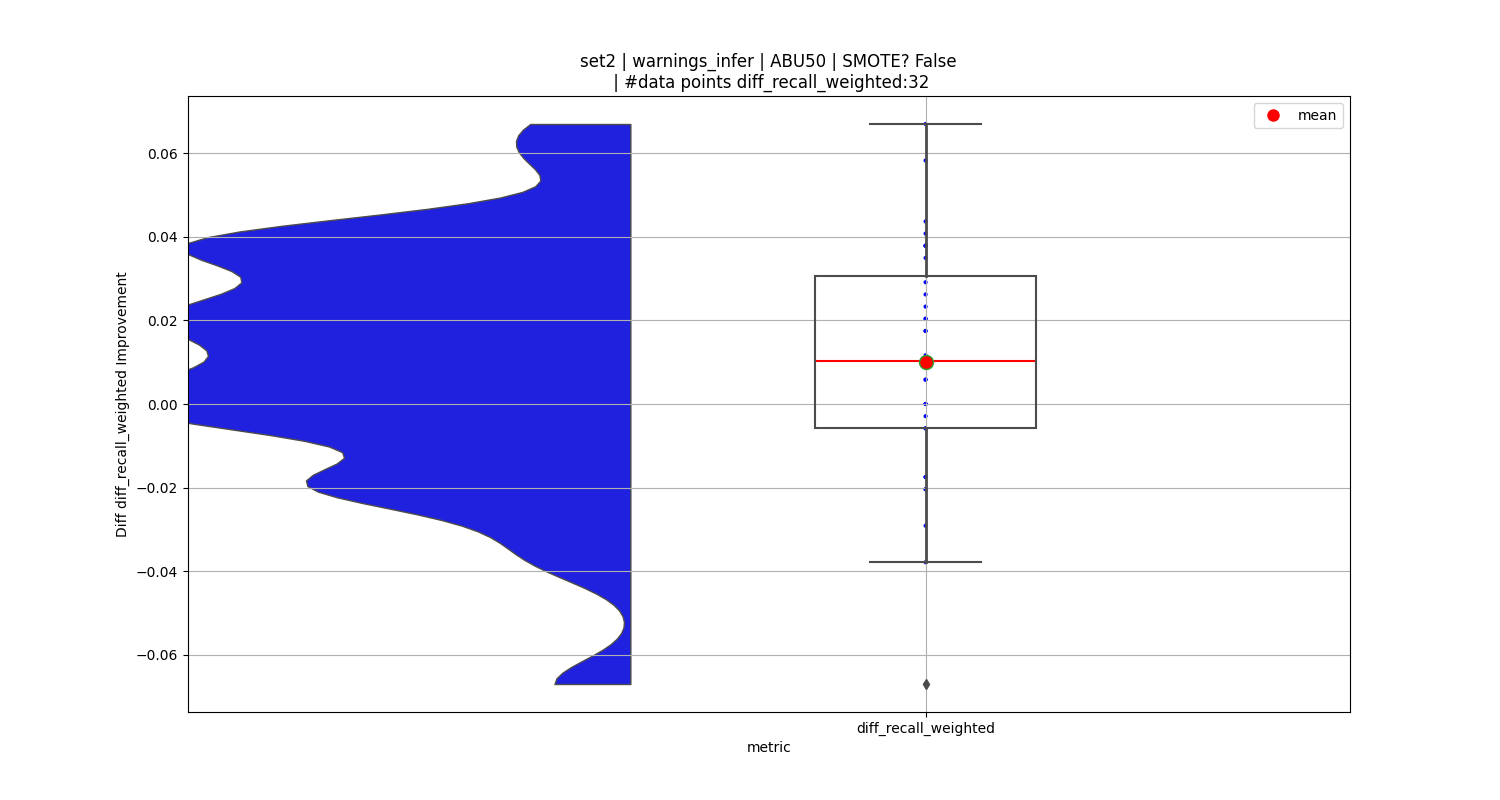 set2 | warnings_infer | ABU50 | SMOTE? False
| #data points diff_recall_weighted:32
mean
0.06
0.04
0.02
0.00
−0.02
−0.04
−0.06
Diff diff_recall_weighted Improvement
diff_recall_weighted
metric